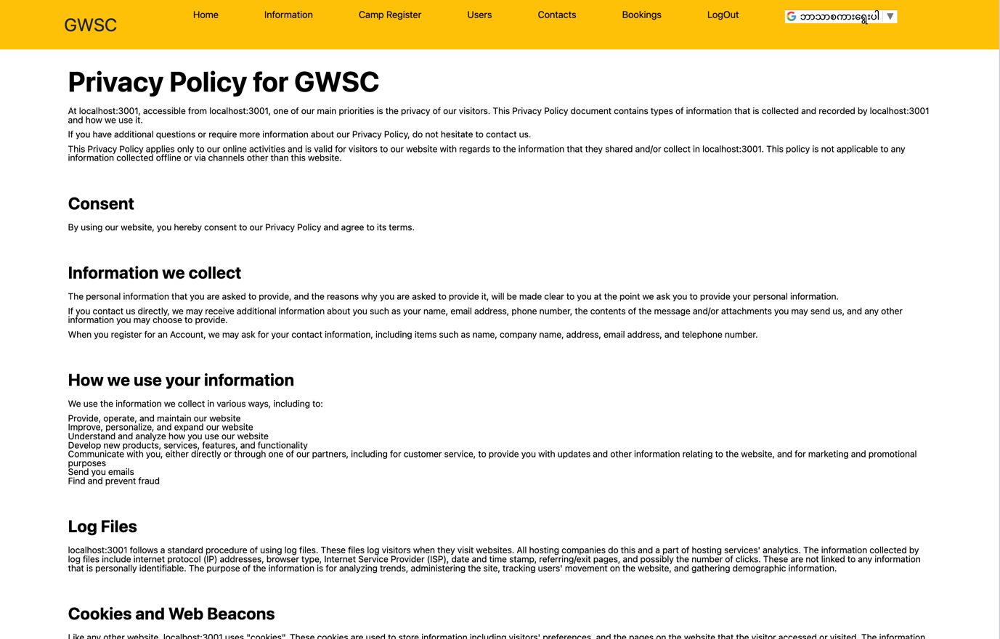 GWSC
Home
Information
Camp Register
Users
Contacts
Bookings
LogOut
ဘာသာစကားရွေးပါ
Privacy Policy for GWSC
At localhost:3001, accessible from localhost:3001, one of our main priorities is the privacy of our visitors. This Privacy Policy document contains types of information that is collected and recorded by localhost:3001
and how we use it.
If you have additional questions or require more information about our Privacy Policy, do not hesitate to contact us.
This Privacy Policy applies only to our online activities and is valid for visitors to our website with regards to the information that they shared and/or collect in localhost:3001. This policy is not applicable to any
information collected offline or via channels other than this website.
Consent
By using our website, you hereby consent to our Privacy Policy and agree to its terms.
Information we collect
The personal information that you are asked to provide, and the reasons why you are asked to provide it, will be made clear to you at the point we ask you to provide your personal information.
If you contact us directly, we may receive additional information about you such as your name, email address, phone number, the contents of the message and/or attachments you may send us, and any other
information you may choose to provide.
When you register for an Account, we may ask for your contact information, including items such as name, company name, address, email address, and telephone number.
How we use your information
We use the information we collect in various ways, including to:
Provide, operate, and maintain our website
Improve, personalize, and expand our website
Understand and analyze how you use our website
Develop new products, services, features, and functionality
Communicate with you, either directly or through one of our partners, including for customer service, to provide you with updates and other information relating to the website, and for marketing and promotional
purposes
Send you emails
Find and prevent fraud
Log Files
localhost:3001 follows a standard procedure of using log files. These files log visitors when they visit websites. All hosting companies do this and a part of hosting services' analytics. The information collected by
log files include internet protocol (IP) addresses, browser type, Internet Service Provider (ISP), date and time stamp, referring/exit pages, and possibly the number of clicks. These are not linked to any information
that is personally identifiable. The purpose of the information is for analyzing trends, administering the site, tracking users' movement on the website, and gathering demographic information.
Cookies and Web Beacons
Like any other website, localhost:3001 uses "cookies". These cookies are used to store information including visitors' preferences, and the pages on the website that the visitor accessed or visited. The information